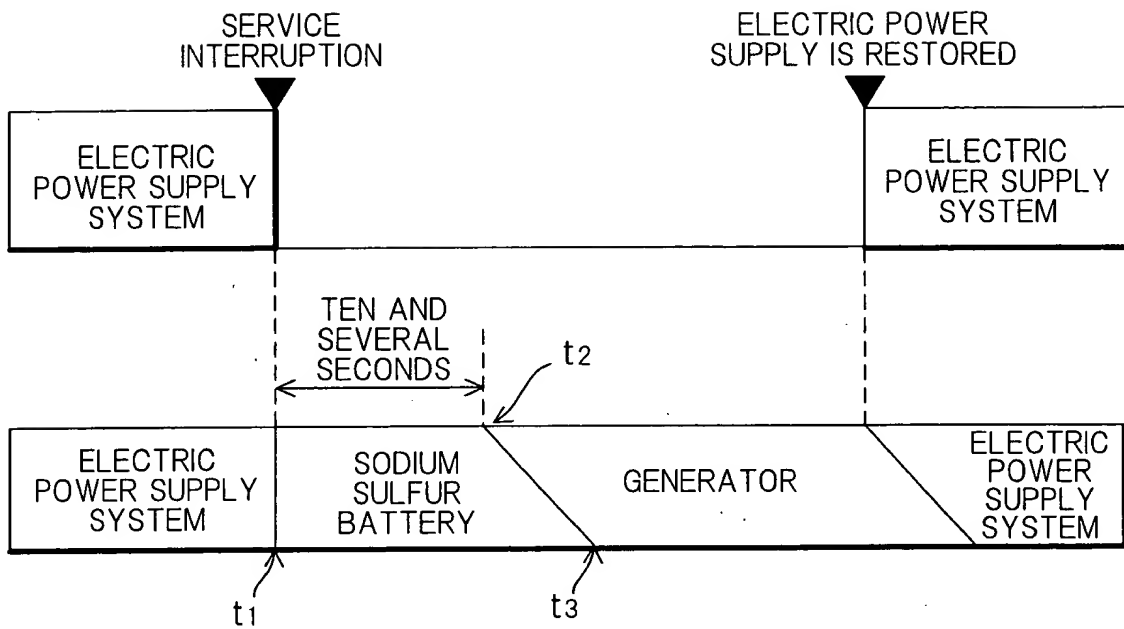 SERVICE
INTERRUPTION
ELECTRIC POWER
SUPPLY IS RESTORED
ELECTRIC
POWER SUPPLY
SYSTEM
ELECTRIC
POWER SUPPLY
SYSTEM
TEN AND
SEVERAL
SECONDS
t2
ELECTRIC
POWER SUPPLY
SYSTEM
SODIUM
SULFUR
BATTERY
GENERATOR
ELECTRIC
POWER
SUPPLY
SYSTEM
t1
t3